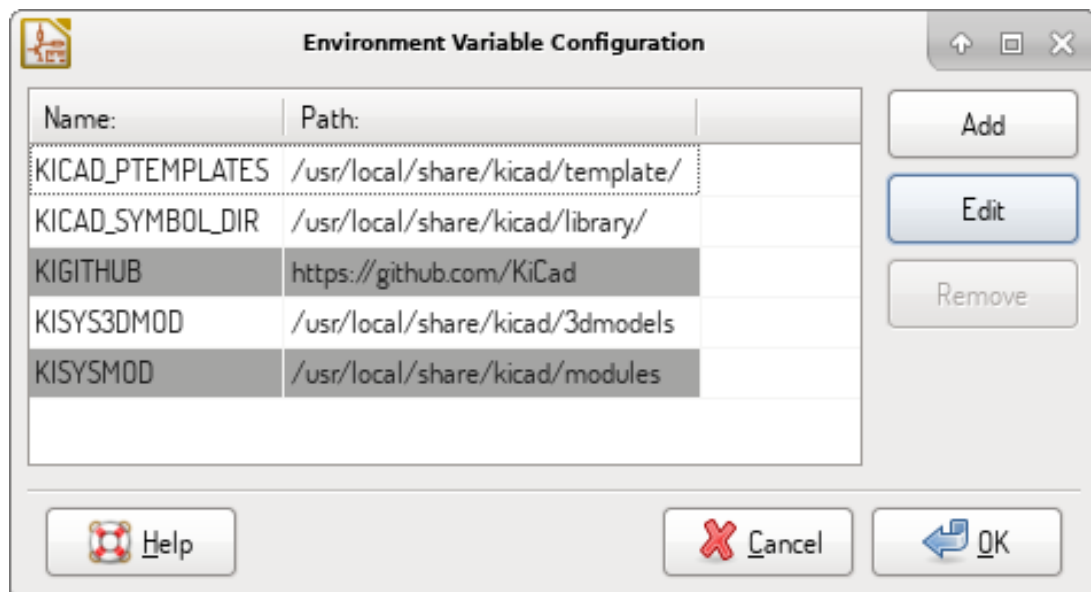 Environment Variable Configuration
Name: Path:
KICAD_PTEMPLATES /usr/local/share/kicad/template/
KICAD_SYMBOL_DIR /usr/local/share/kicad/library/
KIGITHUB https://github.com/KiCad
KISYS3DMOD /usr/local/share/kicad/3dmodels
KISYSMOD /usr/local/share/kicad/modules
Add
Edit
Remove
Help Cancel OK